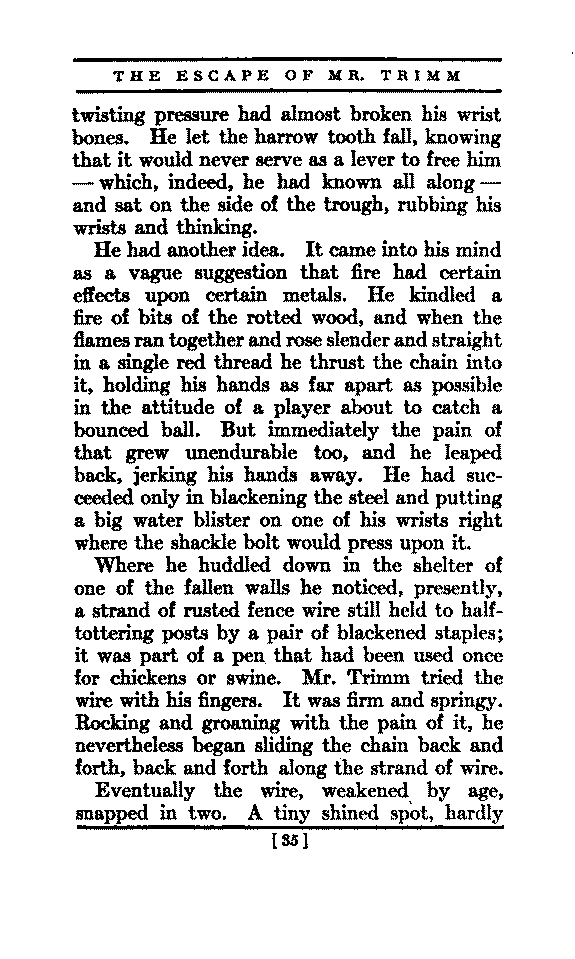 THE ESCAPE OF MR. TRIMM
twisting pressure had almost broken his wrist
bones. He let the harrow tooth fall, knowing
that it would never serve as a lever to free him
— which, indeed, he had known all along —
and sat on the side of the trough, rubbing his
wrists and thinking.
He had another idea. It came into his mind
as a vague suggestion that fire had certain
effects upon certain metals. He kindled a
fire of bits of the rotted wood, and when the
flames ran together and rose slender and straight
in a single red thread he thrust the chain into
it, holding his hands as far apart as possible
in the attitude of a player about to catch a
bounced ball. But immediately the pain of
that grew unendurable too, and he leaped
back, jerking his hands away. He had suc-
ceeded only in blackening the steel and putting
a big water blister on one of his wrists right
where the shackle bolt would press upon it.
Where he huddled down in the shelter of
one of the fallen walls he noticed, presently,
a strand of rusted fence wire still held to half-
tottering posts by a pair of blackened staples;
it was part of a pen that had been used once
for chickens or swine. Mr. Trimm tried the
wire with his fingers. It was firm and springy.
Rocking and groaning with the pain of it, he
nevertheless began sliding the chain back and
forth, back and forth along the strand of wire.
Eventually the wire, weakened by age,
snapped in two. A tiny shined spot, hardly
[ 35 ]